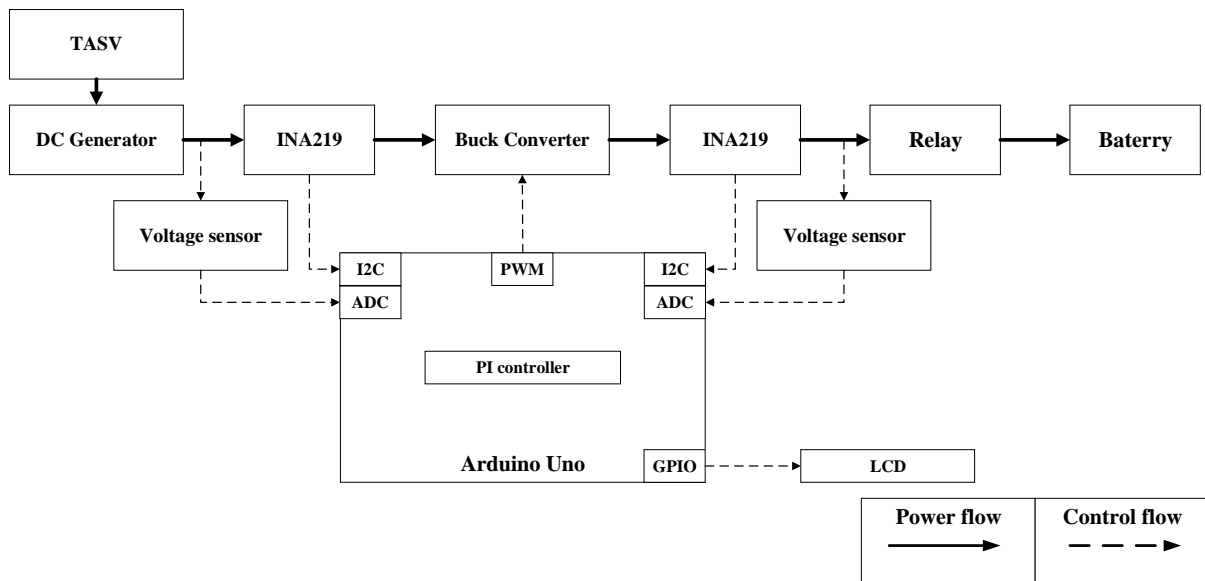 TASV
DC Generator
INA219
Buck Converter
INA219
Relay
Baterry
Voltage sensor
Voltage sensor
I2C
PWM
I2C
ADC
ADC
PI controller
Arduino Uno
GPIO
LCD
Power flow
Control flow